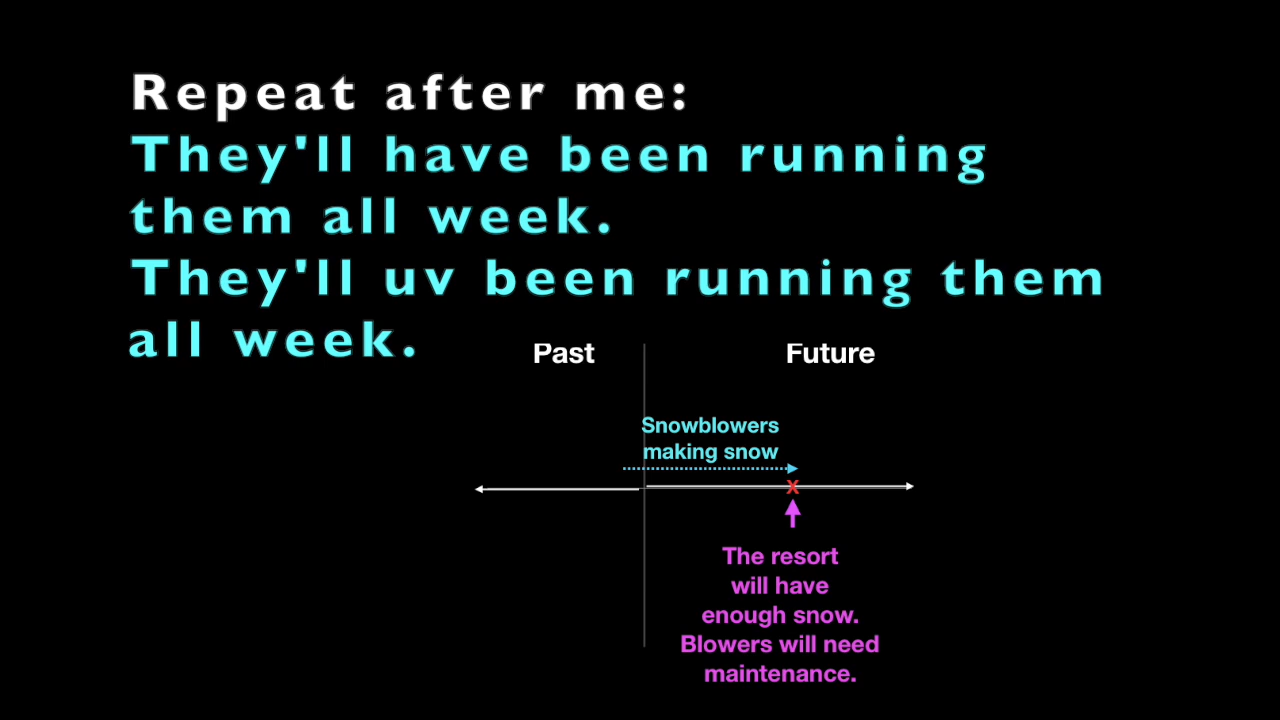 Repeat after me:
They'll have been running
them all week.
They'll uv been running them
all week.
Past
Future
Snowblowers
making snow
x
The resort
will have
enough snow.
Blowers will need
maintenance.